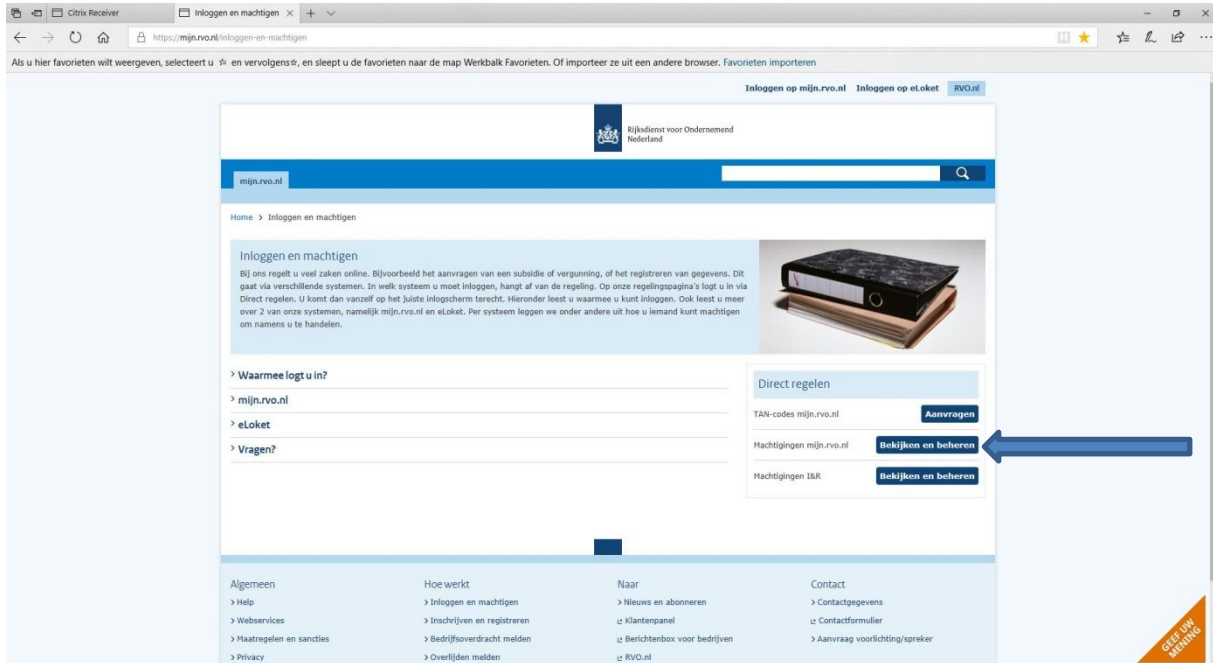 Citrix Receiver
Inloggen en machtigen
https://mijn.rvo.nl/inloggen-en-machtigen
Als u hier favorieten wilt weergeven, selecteert u en vervolgens, en sleept u de favorieten naar de map Werkbalk Favorieten. Of importeer ze uit een andere browser. Favorieten importeren
Inloggen op mijn.rvo.nl Inloggen op eLoket RVO.nl
Rijksdienst voor Ondernemend
Nederland
mijn.rvo.nl
Home > Inloggen en machtigen
Inloggen en machtigen
Bij ons regelt u veel zaken online. Bijvoorbeeld het aanvragen van een subsidie of vergunning, of het registreren van gegevens. Dit
gaat via verschillende systemen. In welk systeem u moet inloggen, hangt af van de regeling. Op onze regelingspagina's logt u in via
Direct regelen. U komt dan vanzelf op het juiste inlogscherm terecht. Hieronder leest u waarmee u kunt inloggen. Ook leest u meer
over 2 van onze systemen, namelijk mijn.rvo.nl en eLoket. Per systeem leggen we onder andere uit hoe u iemand kunt machtigen
om namens u te handelen.
> Waarmee logt u in?
> mijn.rvo.nl
> eLoket
> Vragen?
Direct regelen
TAN-codes mijn.rvo.nl Aanvragen
Machtigingen mijn.rvo.nl Bekijken en beheren
Machtigingen I&R Bekijken en beheren
Algemeen
> Help
> Webservices
> Maatregelen en sancties
> Privacy
Hoe werkt
> Inloggen en machtigen
> Inschrijven en registreren
> Bedrijfsoverdracht melden
> Overlijden melden
Naar
> Nieuws en abonneren
Klantenpanel
Berichtenbox voor bedrijven
RVO.nl
Contact
> Contactgegevens
Contactformulier
> Aanvraag voorlichting/spreker
GEEF UW
MENING